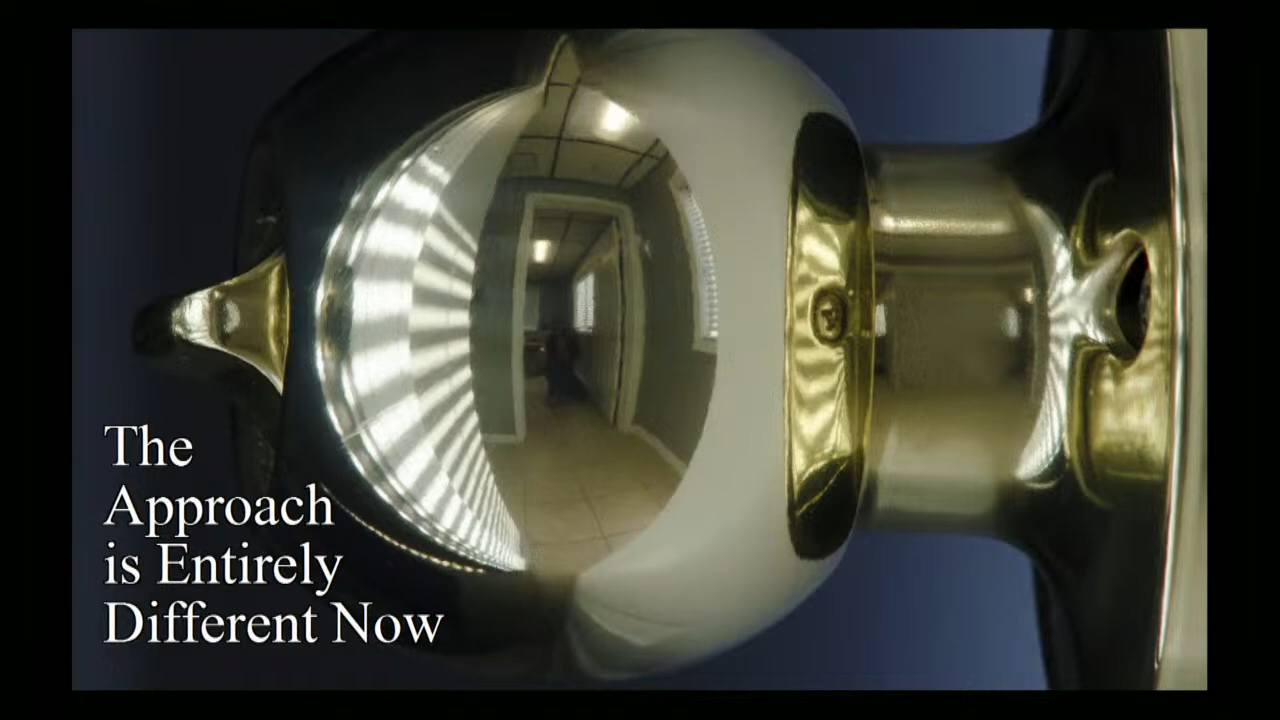 The
Approach
is Entirely
Different Now